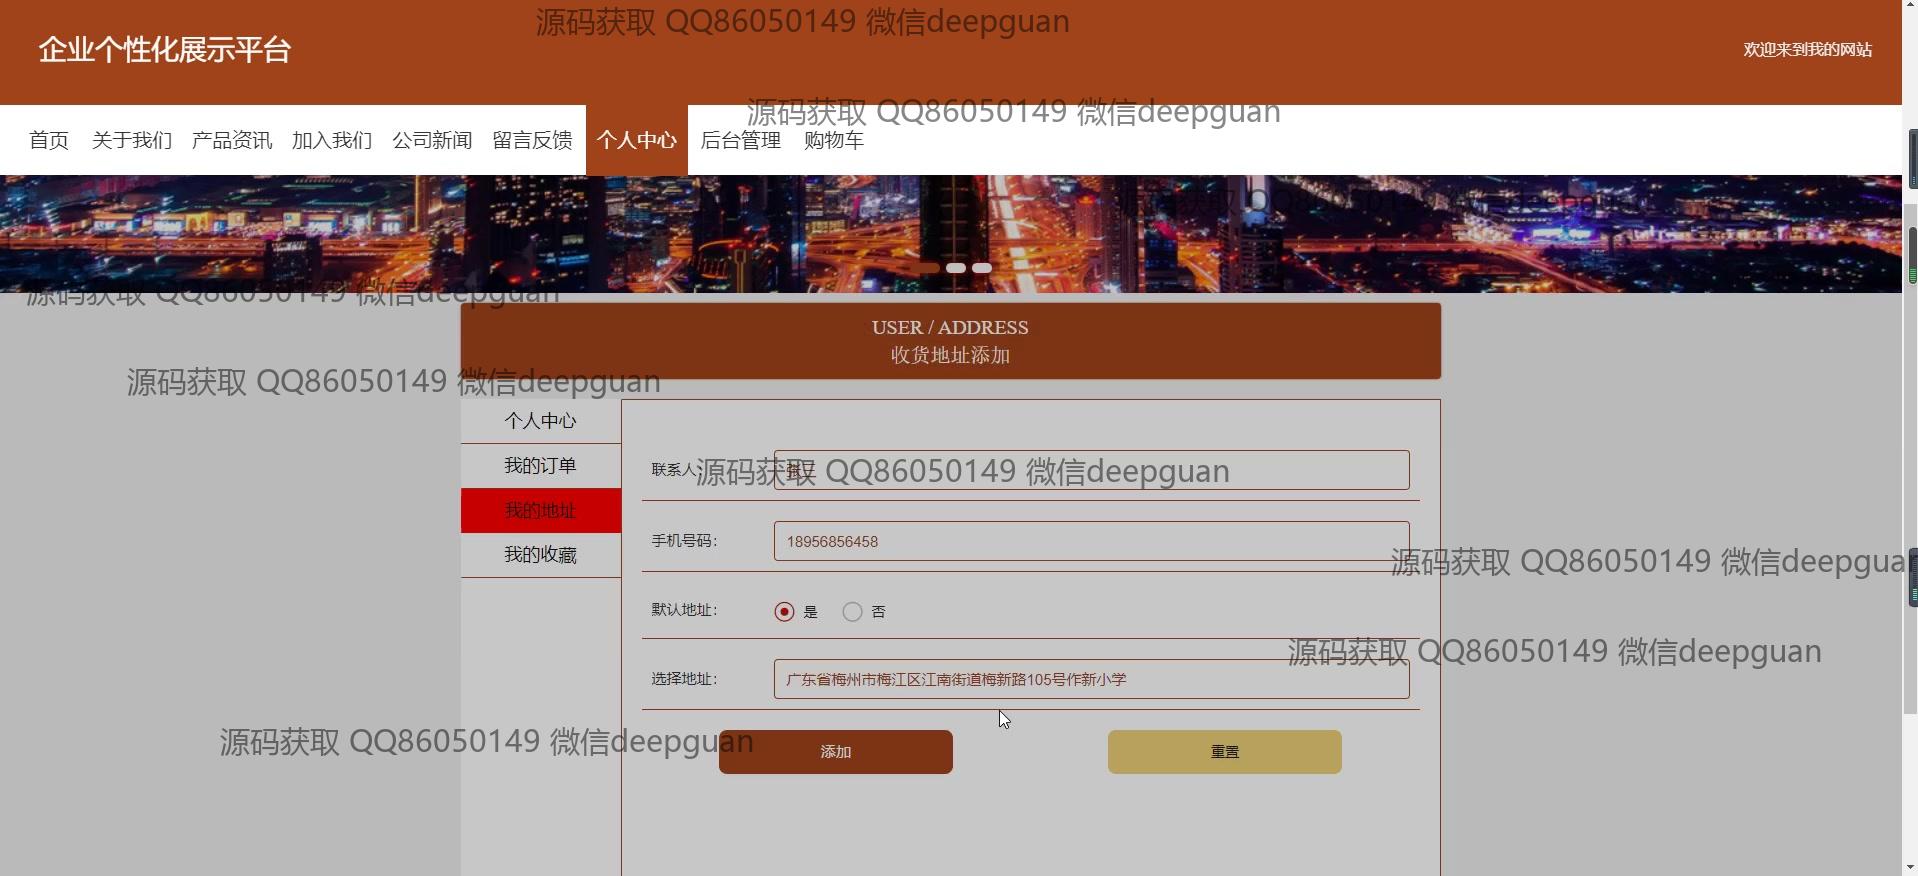 源码获取 QQ86050149 微信deepguan
企业个性化展示平台
欢迎来到我的网站
源码获取 QQ86050149 微信deepguan
首页 关于我们 产品资讯 加入我们 公司新闻 留言反馈 个人中心 后台管理 购物车
源码获取 QQ86050149 微信deepguan
USER / ADDRESS
收货地址添加
源码获取 QQ86050149 微信deepguan
个人中心
我的订单
我的地址
我的收藏
联系人:
源码获取 QQ86050149 微信deepguan
手机号码: 18956856458
源码获取 QQ86050149 微信deepguan
默认地址: 是 否
源码获取 QQ86050149 微信deepguan
选择地址: 广东省梅州市梅江区江南街道梅新路105号作新小学
源码获取 QQ86050149 微信deepguan
添加 重置